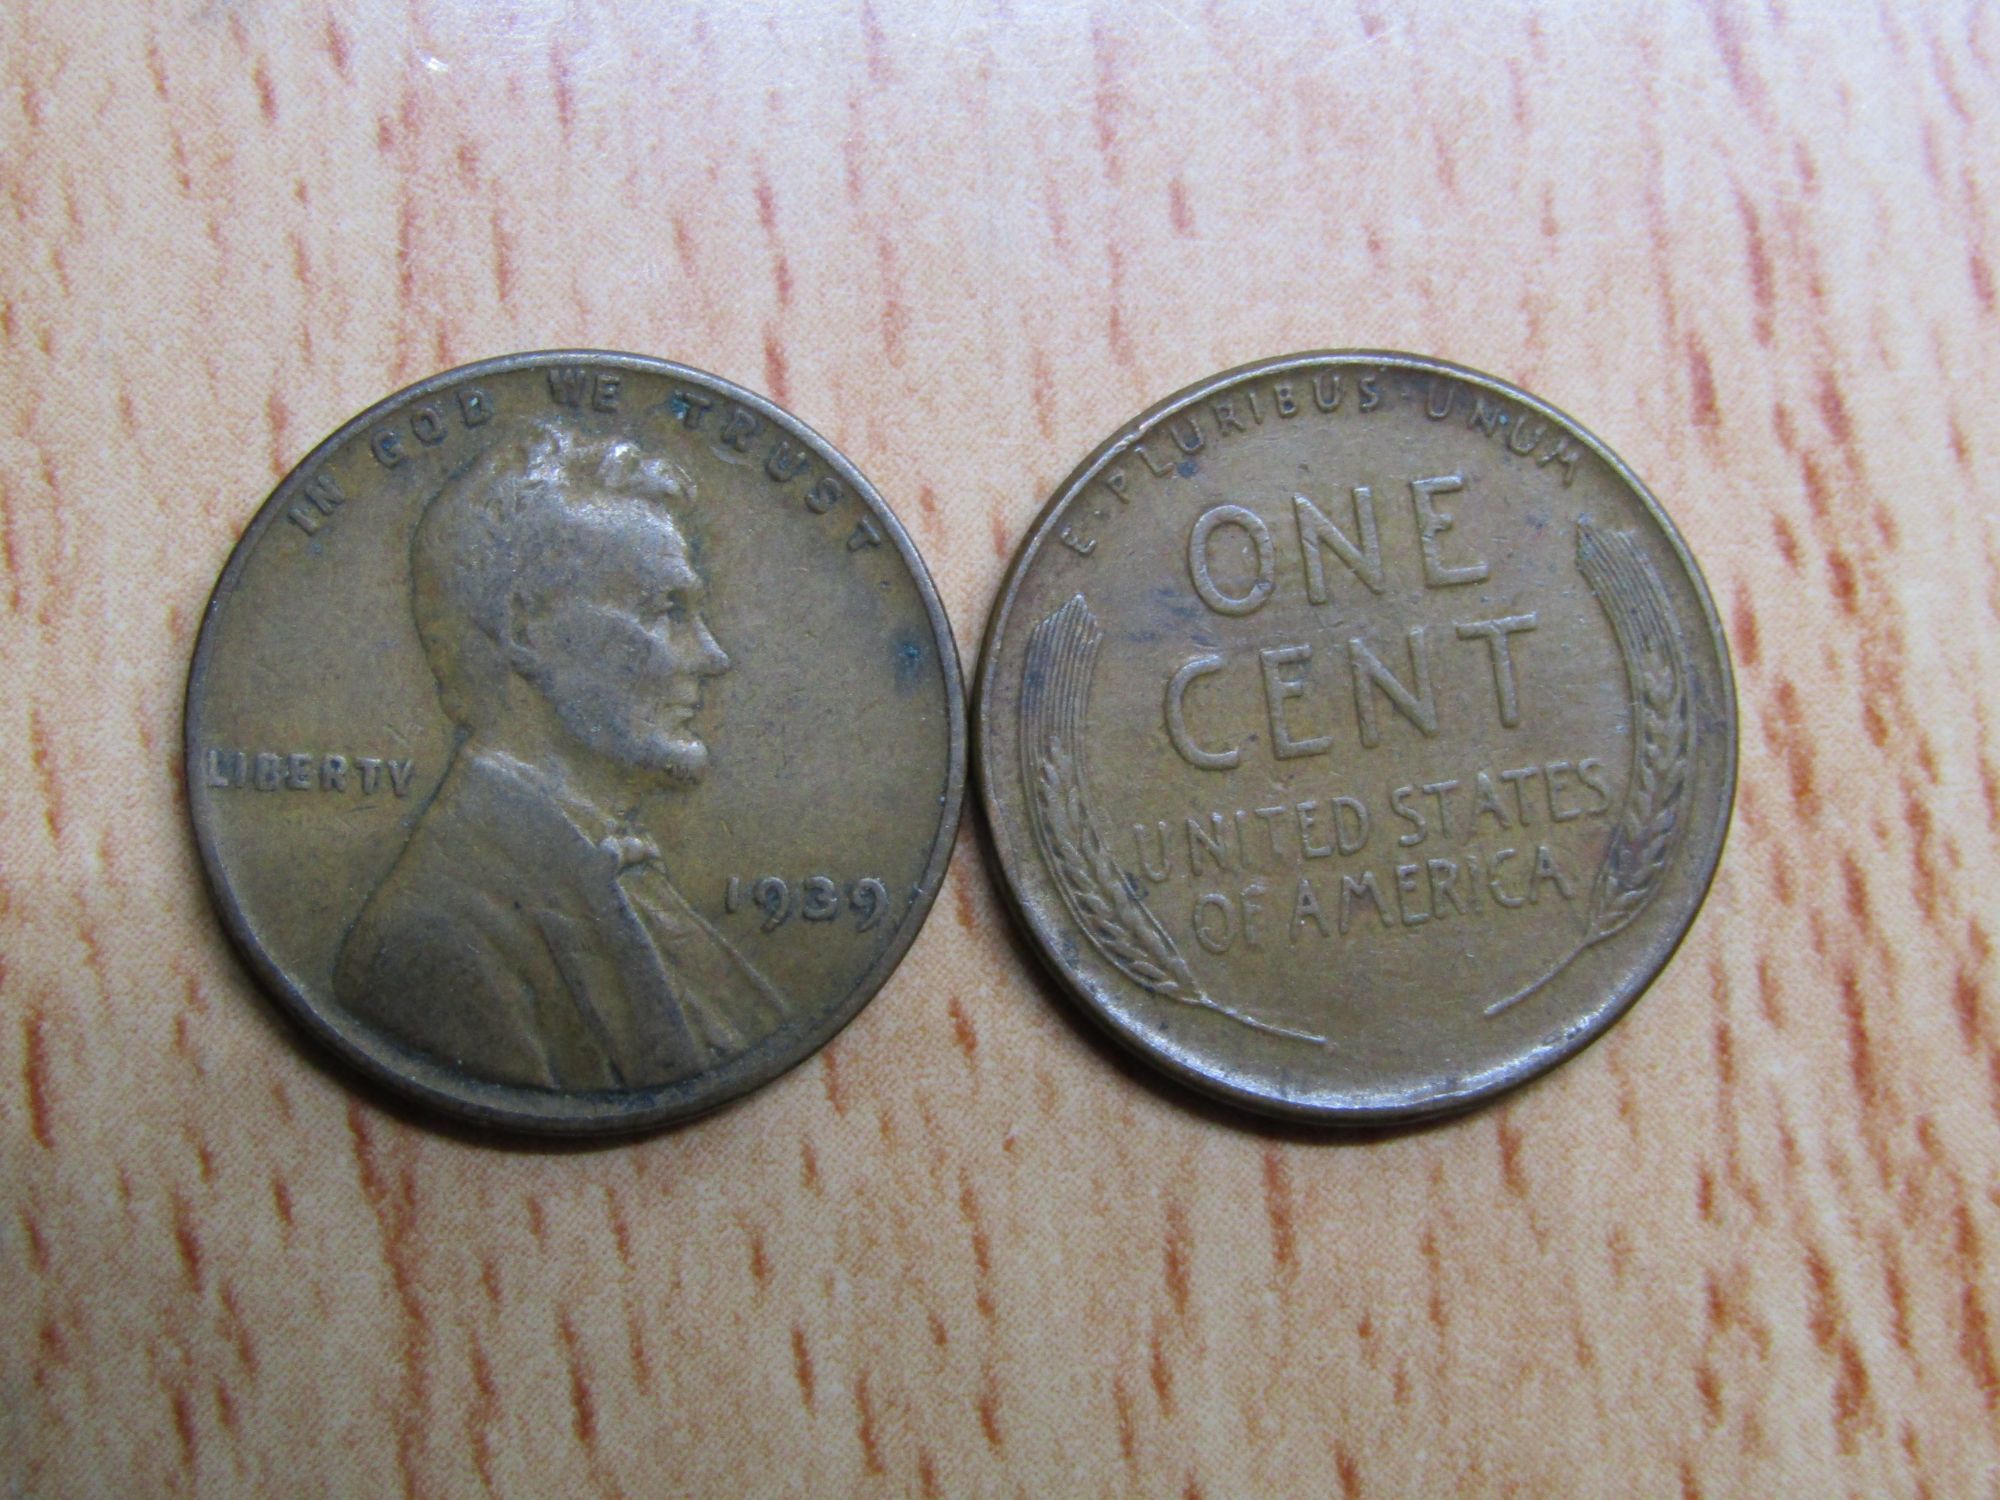 IN GOD WE TRUST
LIBERTY
1939
E·PLURIBUS·UNUM
ONE
CENT
UNITED STATES
OF AMERICA